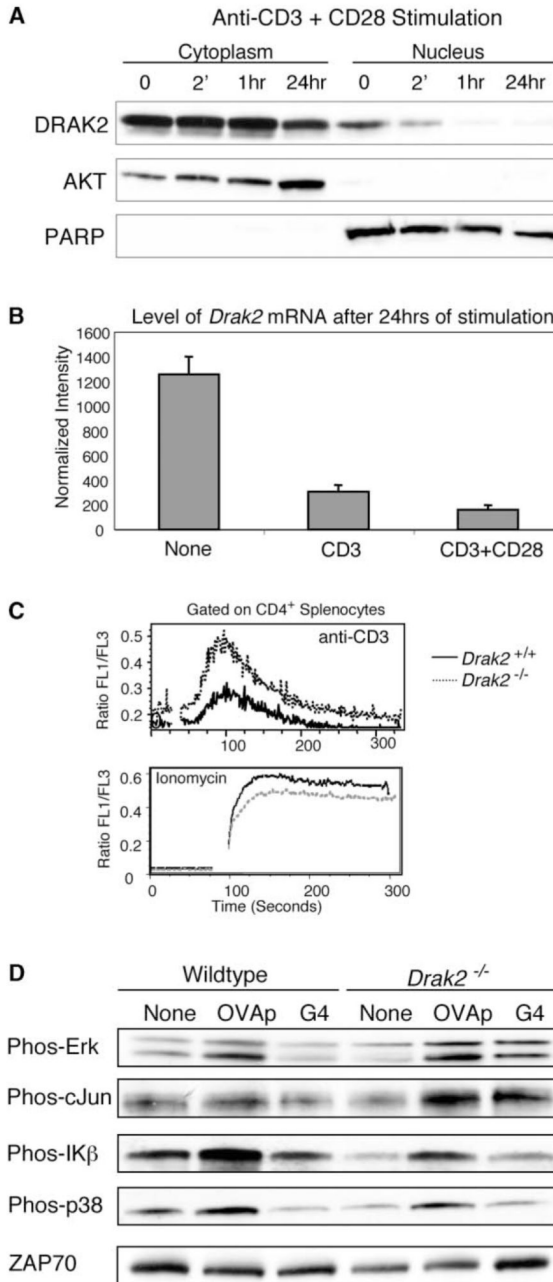 A
Anti-CD3 + CD28 Stimulation
Cytoplasm Nucleus
0 2’ 1hr 24hr 0 2’ 1hr 24hr
DRAK2
AKT
PARP
B
Level of Drak2 mRNA after 24hrs of stimulation
Normalized Intensity
1600
1400
1200
1000
800
600
400
200
0
None CD3 CD3+CD28
C
Gated on CD4+ Splenocytes
anti-CD3
Drak2 +/+
Drak2 -/-
Ratio FL1/FL3
0.5
0.4
0.3
0.2
0 100 200 300
Ionomycin
Ratio FL1/FL3
0.6
0.4
0.2
0
0 100 200 300
Time (Seconds)
D
Wildtype Drak2 -/-
None OVAp G4 None OVAp G4
Phos-Erk
Phos-cJun
Phos-IKβ
Phos-p38
ZAP70